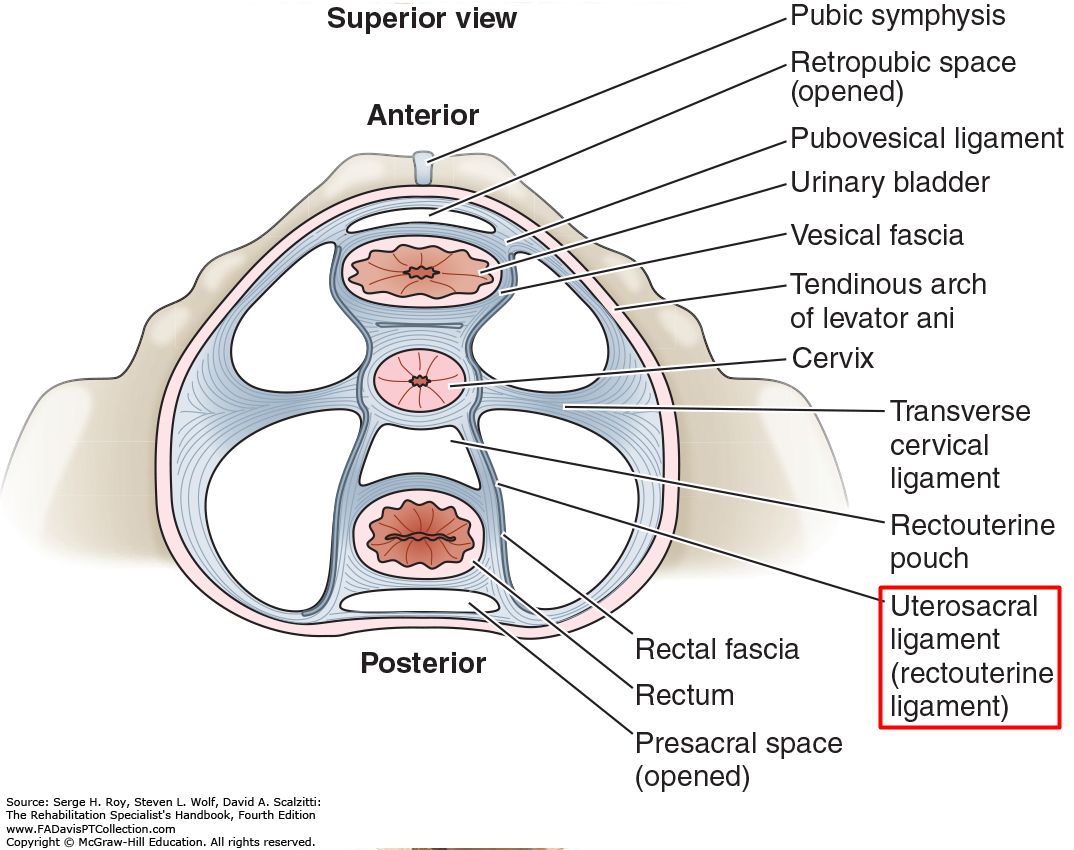 Superior view
Anterior
Pubic symphysis
Retropubic space
(opened)
Pubovesical ligament
Urinary bladder
Vesical fascia
Tendinous arch
of levator ani
Cervix
Transverse
cervical
ligament
Rectouterine
pouch
Uterosacral
ligament
(rectouterine
ligament)
Rectal fascia
Rectum
Presacral space
(opened)
Posterior
Source: Serge H. Roy, Steven L. Wolf, David A. Scalzitti:
The Rehabilitation Specialist's Handbook, Fourth Edition
www.FADavisPTCollection.com
Copyright © McGraw-Hill Education. All rights reserved.